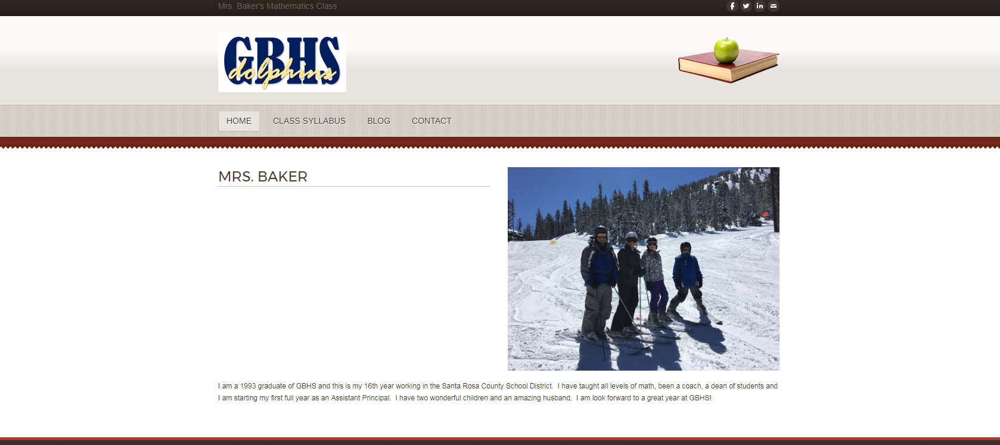 Mrs. Baker's Mathematics Class
GBHS
dolphins
HOME CLASS SYLLABUS BLOG CONTACT
MRS. BAKER
I am a 1993 graduate of GBHS and this is my 16th year working in the Santa Rosa County School District.  I have taught all levels of math, been a coach, a dean of students and
I am starting my first full year as an Assistant Principal.  I have two wonderful children and an amazing husband.  I am look forward to a great year at GBHS!